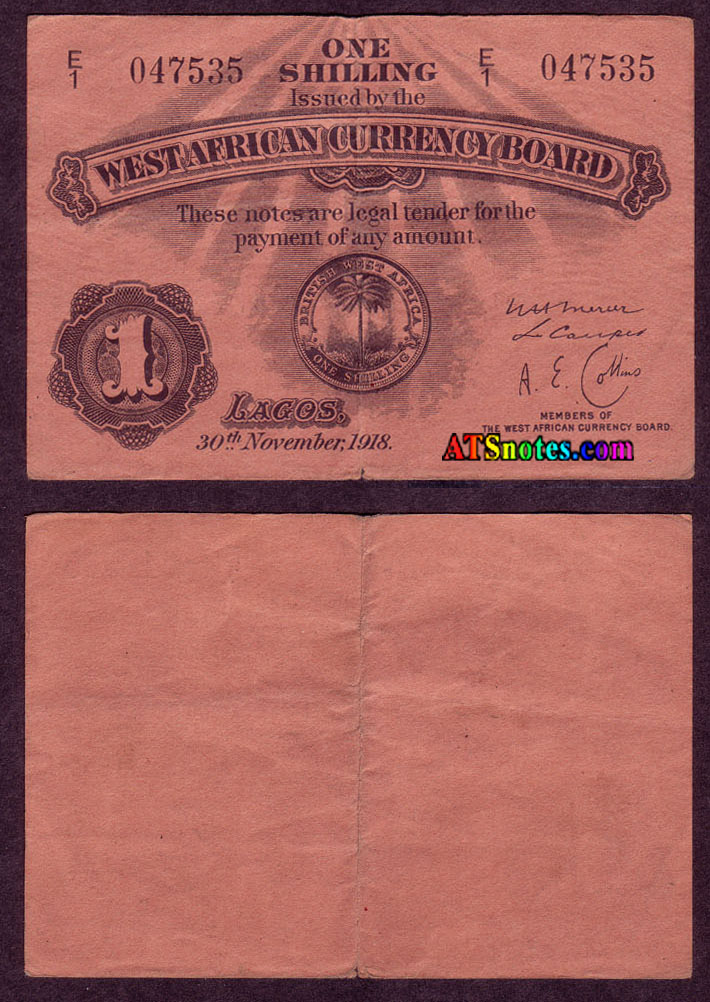 E/1 047535 ONE SHILLING E/1 047535
Issued by the
WEST AFRICAN CURRENCY BOARD
These notes are legal tender for the
payment of any amount.
BRITISH WEST AFRICA
ONE SHILLING
1
LAGOS,
30th November, 1918.
A. E. Collins
MEMBERS OF
THE WEST AFRICAN CURRENCY BOARD.
ATSnotes.com